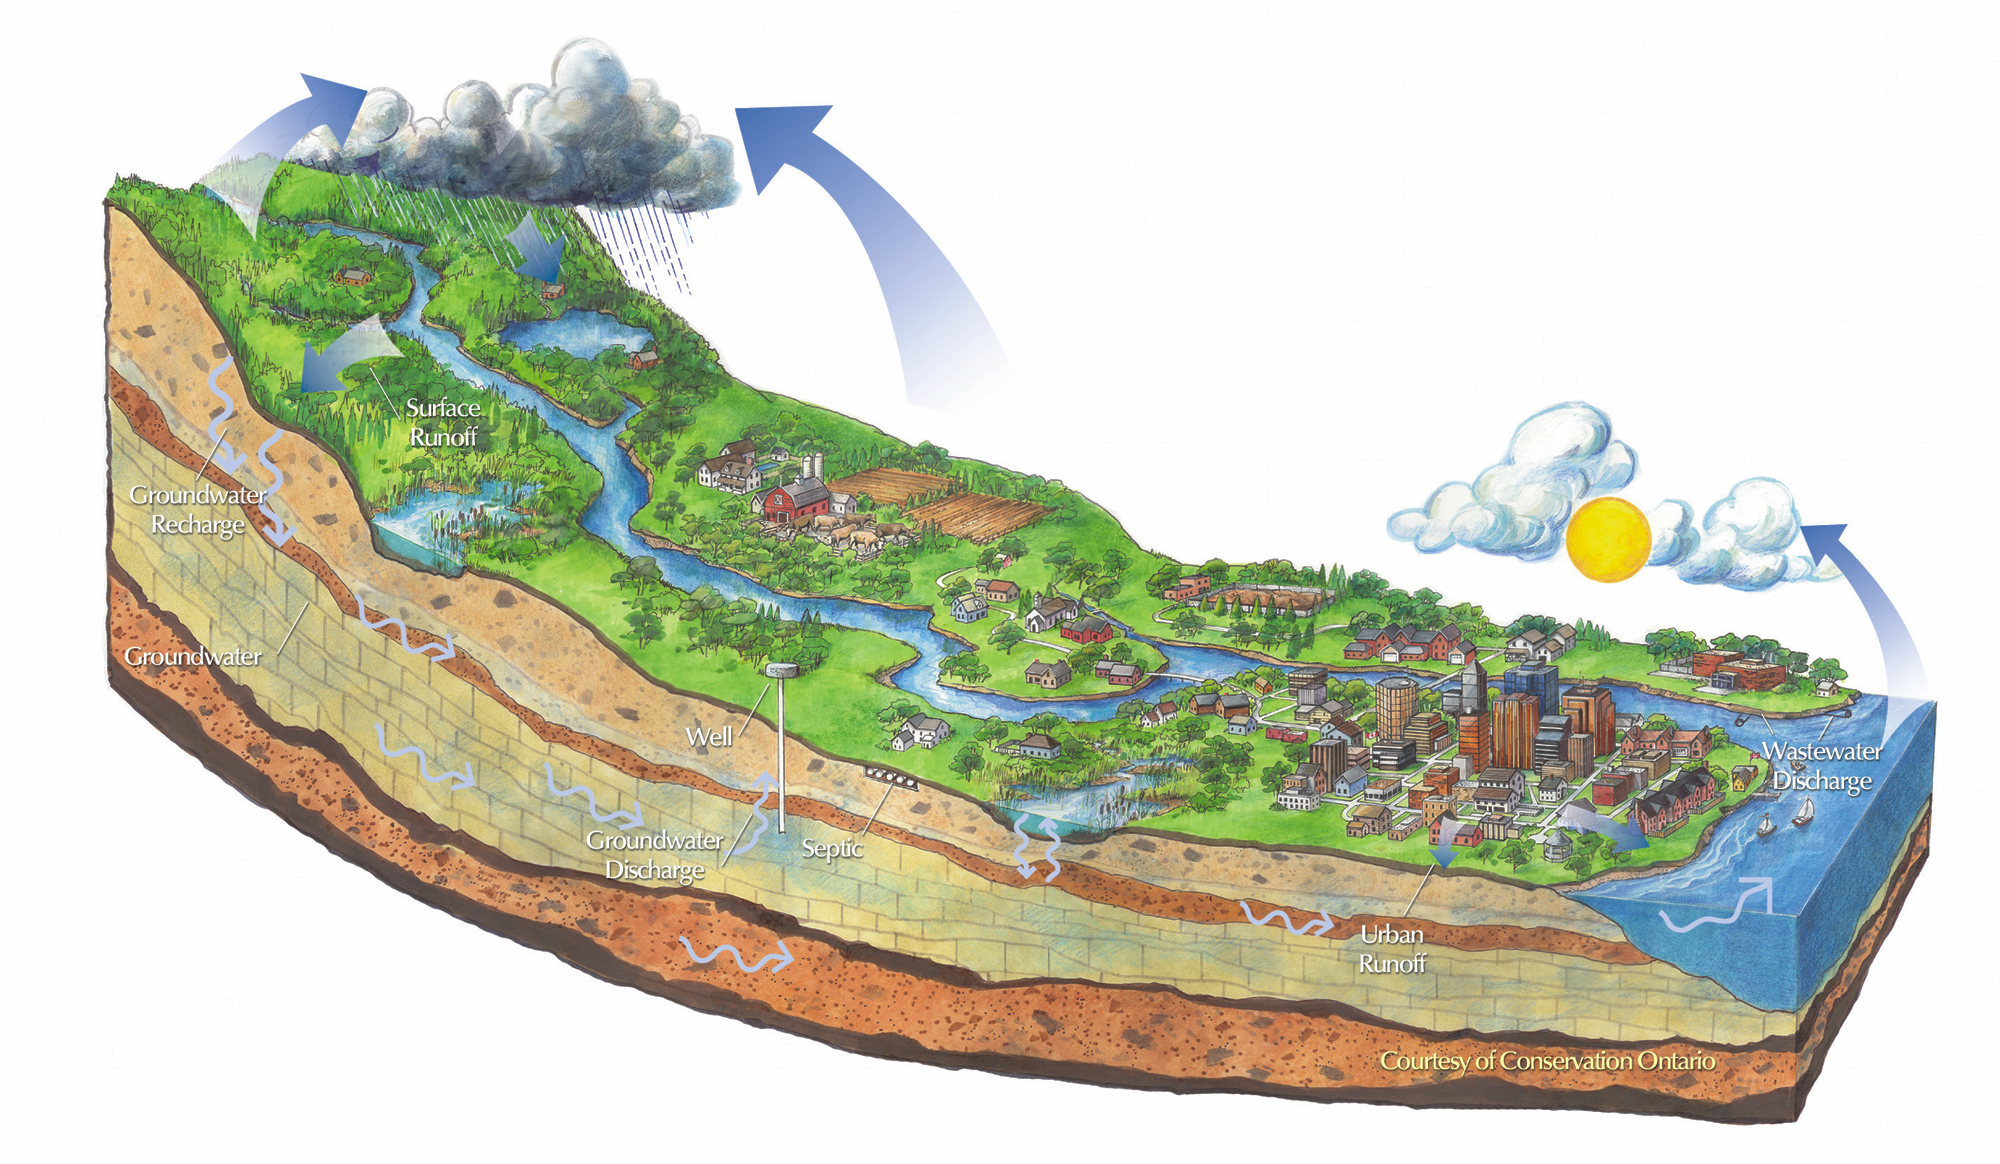 Surface
Runoff
Groundwater
Recharge
Groundwater
Well
Groundwater
Discharge
Septic
Wastewater
Discharge
Urban
Runoff
Courtesy of Conservation Ontario